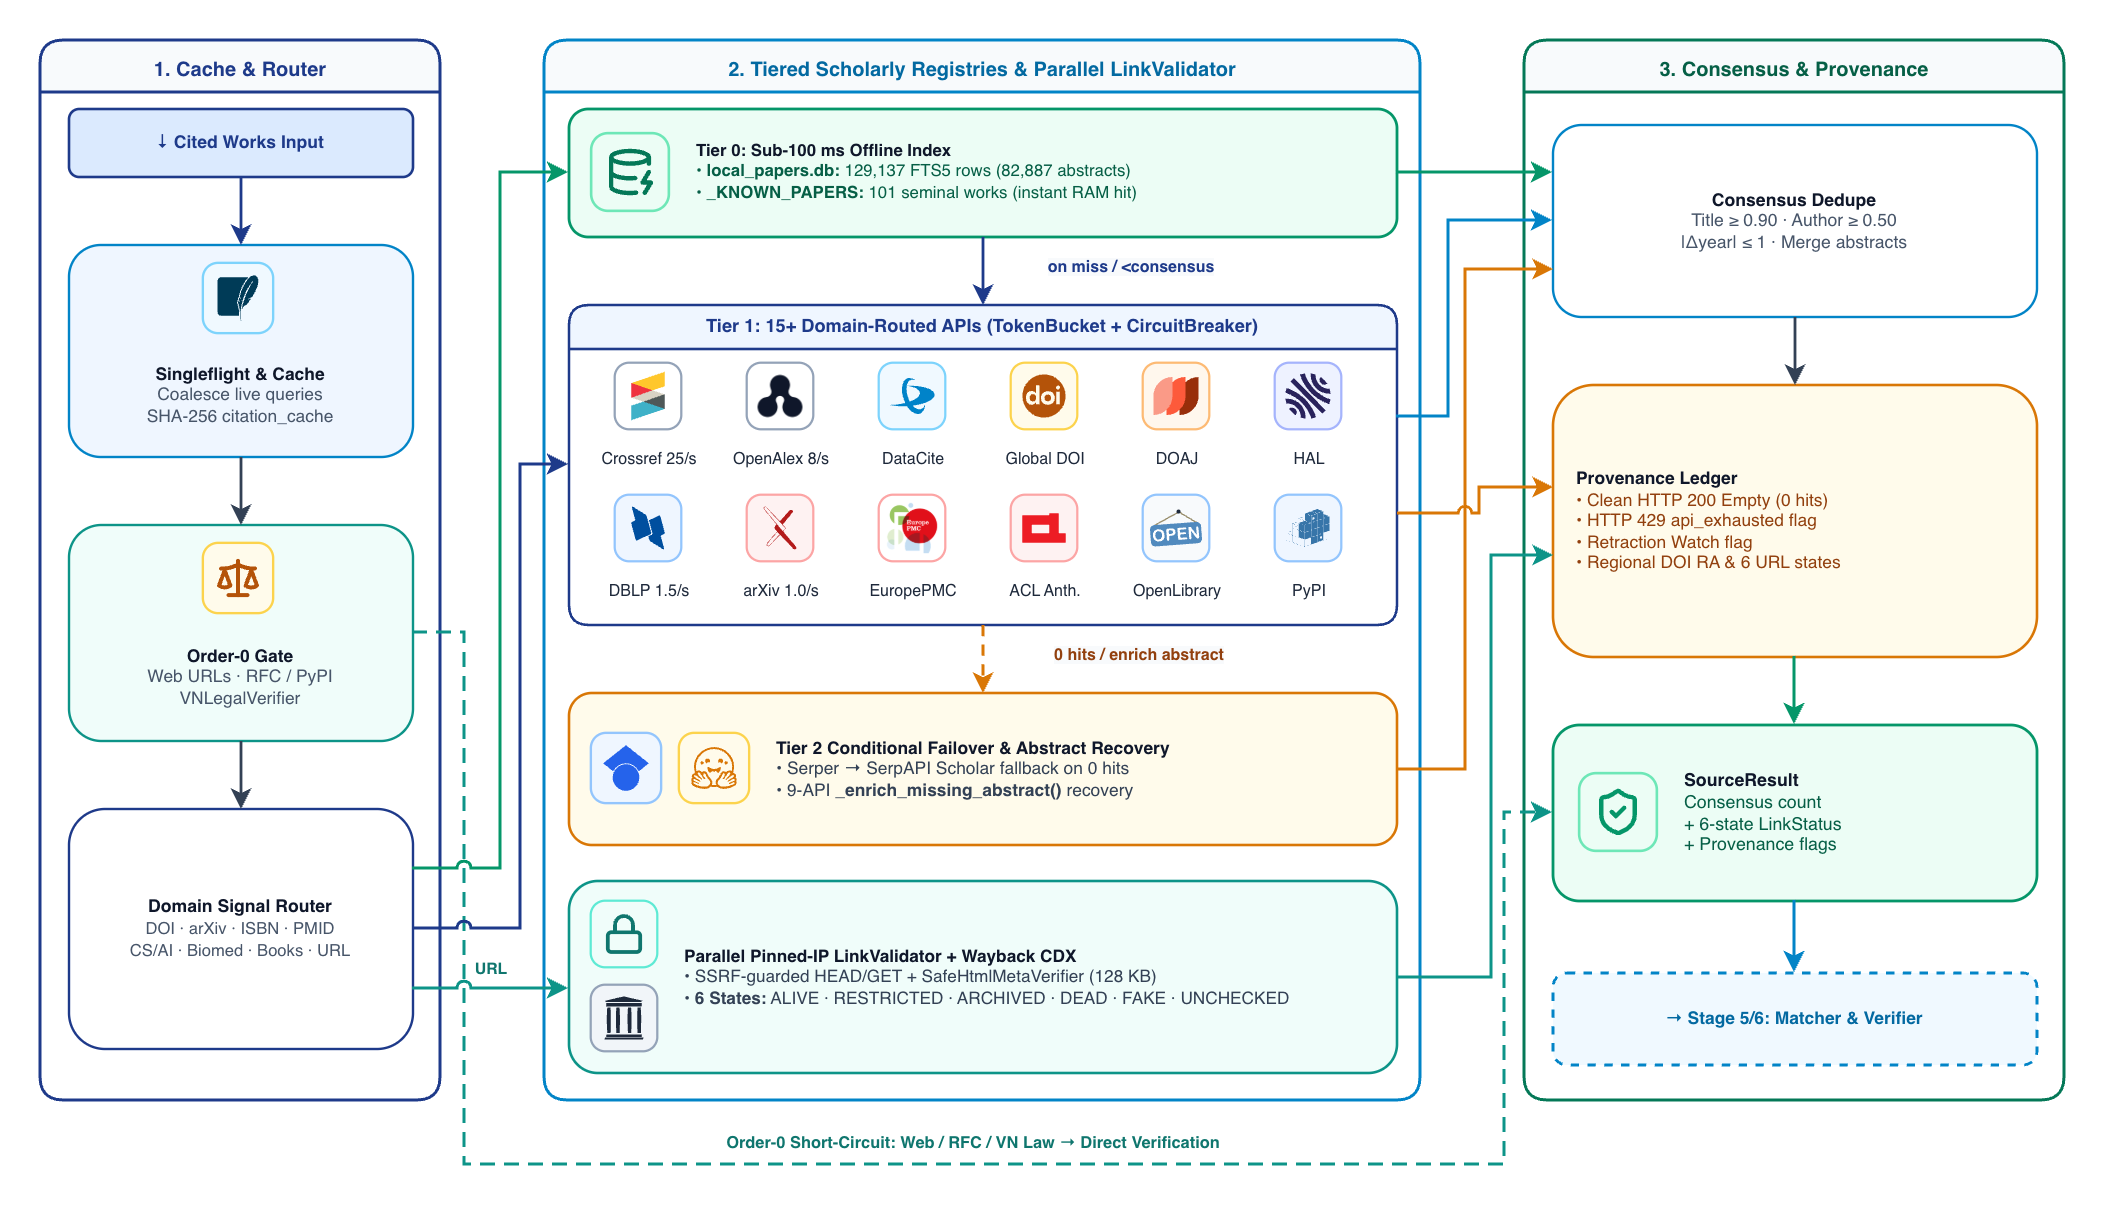 1. Cache & Router
↓ Cited Works Input
Singleflight & Cache
Coalesce live queries
SHA-256 citation_cache
Order-0 Gate
Web URLs · RFC / PyPI
VNLegalVerifier
Domain Signal Router
DOI · arXiv · ISBN · PMID
CS/AI · Biomed · Books · URL
URL
2. Tiered Scholarly Registries & Parallel LinkValidator
Tier 0: Sub-100 ms Offline Index
• local_papers.db: 129,137 FTS5 rows (82,887 abstracts)
• _KNOWN_PAPERS: 101 seminal works (instant RAM hit)
on miss / <consensus
Tier 1: 15+ Domain-Routed APIs (TokenBucket + CircuitBreaker)
doi
Crossref 25/s
OpenAlex 8/s
DataCite
Global DOI
DOAJ
HAL
Europe
PMC
OPEN
DBLP 1.5/s
arXiv 1.0/s
EuropePMC
ACL Anth.
OpenLibrary
PyPI
0 hits / enrich abstract
Tier 2 Conditional Failover & Abstract Recovery
• Serper → SerpAPI Scholar fallback on 0 hits
• 9-API _enrich_missing_abstract() recovery
Parallel Pinned-IP LinkValidator + Wayback CDX
• SSRF-guarded HEAD/GET + SafeHtmlMetaVerifier (128 KB)
• 6 States: ALIVE · RESTRICTED · ARCHIVED · DEAD · FAKE · UNCHECKED
Order-0 Short-Circuit: Web / RFC / VN Law → Direct Verification
3. Consensus & Provenance
Consensus Dedupe
Title ≥ 0.90 · Author ≥ 0.50
|Δyear| ≤ 1 · Merge abstracts
Provenance Ledger
• Clean HTTP 200 Empty (0 hits)
• HTTP 429 api_exhausted flag
• Retraction Watch flag
• Regional DOI RA & 6 URL states
SourceResult
Consensus count
+ 6-state LinkStatus
+ Provenance flags
→ Stage 5/6: Matcher & Verifier